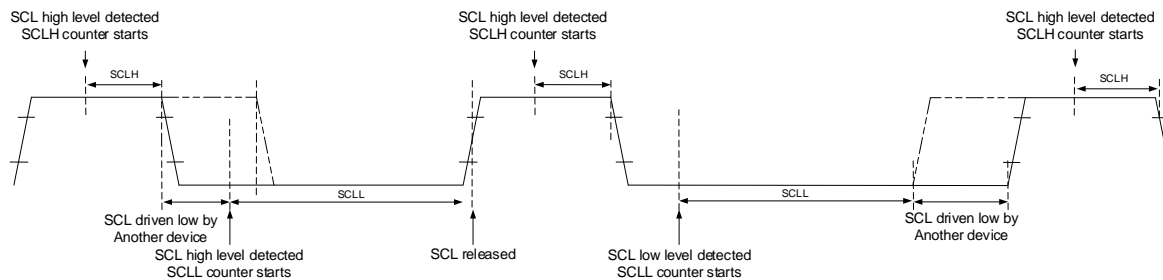 SCL high level detected
SCLH counter starts
SCL high level detected
SCLH counter starts
SCL high level detected
SCLH counter starts
SCLH
SCLH
SCLH
SCLL
SCLL
SCL driven low by
Another device
SCL high level detected
SCLL counter starts
SCL released
SCL low level detected
SCLL counter starts
SCL driven low by
Another device